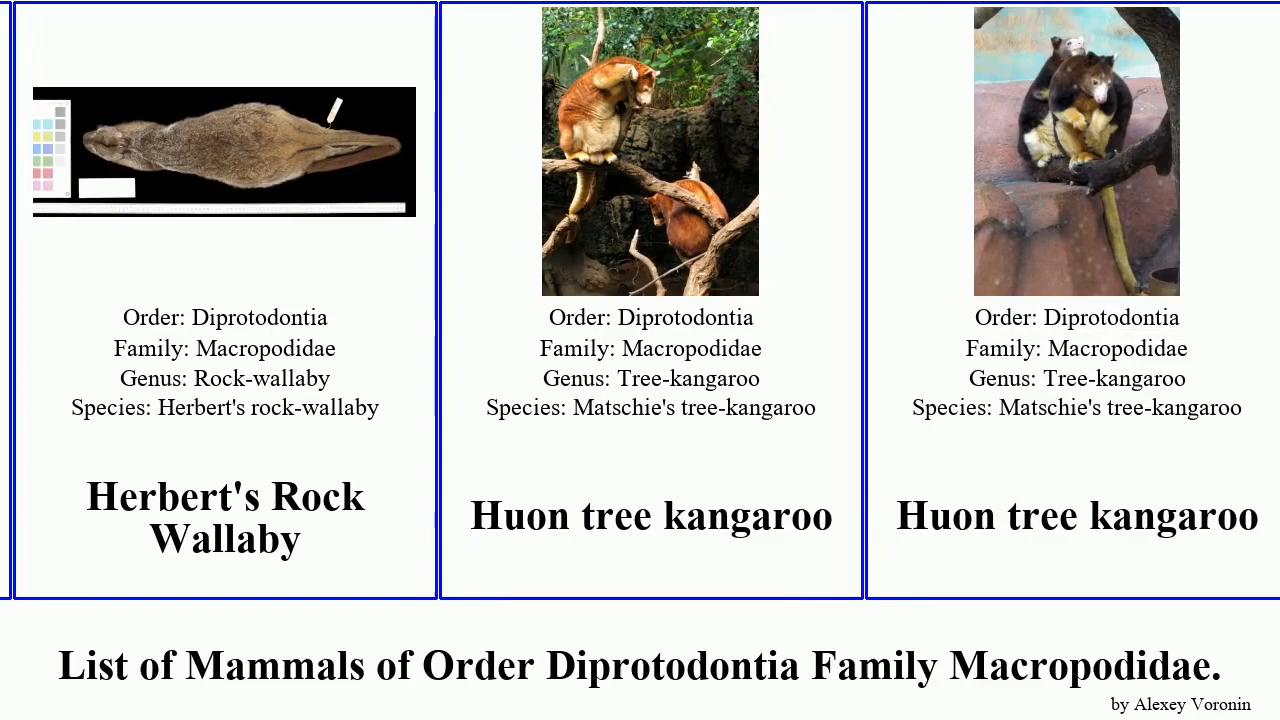 Order: Diprotodontia
Family: Macropodidae
Genus: Rock-wallaby
Species: Herbert's rock-wallaby
Herbert's Rock
Wallaby
Order: Diprotodontia
Family: Macropodidae
Genus: Tree-kangaroo
Species: Matschie's tree-kangaroo
Huon tree kangaroo
Order: Diprotodontia
Family: Macropodidae
Genus: Tree-kangaroo
Species: Matschie's tree-kangaroo
Huon tree kangaroo
List of Mammals of Order Diprotodontia Family Macropodidae.
by Alexey Voronin